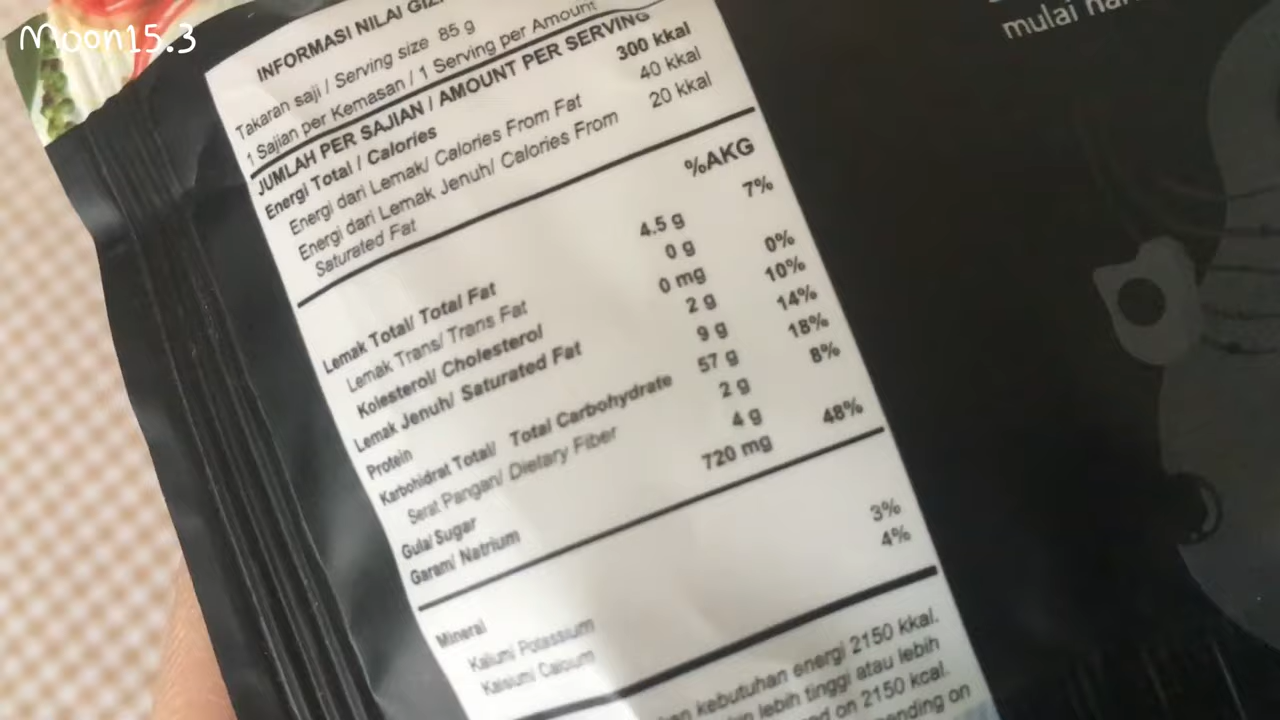 Moon15.3
INFORMASI NILAI
Takaran saji / Serving size 85 g
1 Sajian per Kemasan / 1 Serving per Amount
JUMLAH PER SAJIAN / AMOUNT PER SERVING
Energi Total / Calories 300 kkal
Energi dari Lemak/ Calories From Fat 40 kkal
Energi dari Lemak Jenuh/ Calories From 20 kkal
Saturated Fat
%AKG
Lemak Total/ Total Fat 4.5 g 7%
Lemak Trans/ Trans Fat 0 g
Kolesterol/ Cholesterol 0 mg 0%
Lemak Jenuh/ Saturated Fat 2 g 10%
Protein 9 g 14%
Karbohidrat Total/ Total Carbohydrate 57 g 18%
Serat Pangan/ Dietary Fiber 2 g 8%
Gula/ Sugar 4 g
Garam/ Natrium 720 mg 48%
Mineral
Kalium/ Potassium 3%
Kalsium/ Calcium 4%
kebutuhan energi 2150 kkal.
lebih tinggi atau lebih
on 2150 kcal.
on
mulai